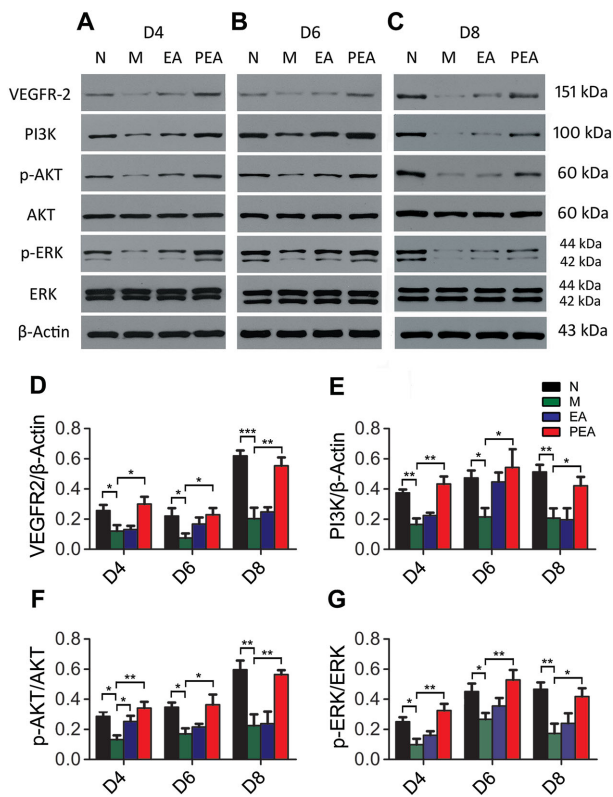 A D4 B D6 C D8
N M EA PEA N M EA PEA N M EA PEA
VEGFR-2 151 kDa
PI3K 100 kDa
p-AKT 60 kDa
AKT 60 kDa
p-ERK 44 kDa
42 kDa
ERK 44 kDa
42 kDa
β-Actin 43 kDa
D
VEGFR2/β-Actin
0.8
0.6
0.4
0.2
0.0
* * * * *** **
D4 D6 D8
E
N
M
EA
PEA
PI3K/β-Actin
0.8
0.6
0.4
0.2
0.0
** ** * * ** *
D4 D6 D8
F
p-AKT/AKT
0.8
0.6
0.4
0.2
0
* * ** * * ** **
D4 D6 D8
G
p-ERK/ERK
0.8
0.6
0.4
0.2
0
* ** * ** ** *
D4 D6 D8